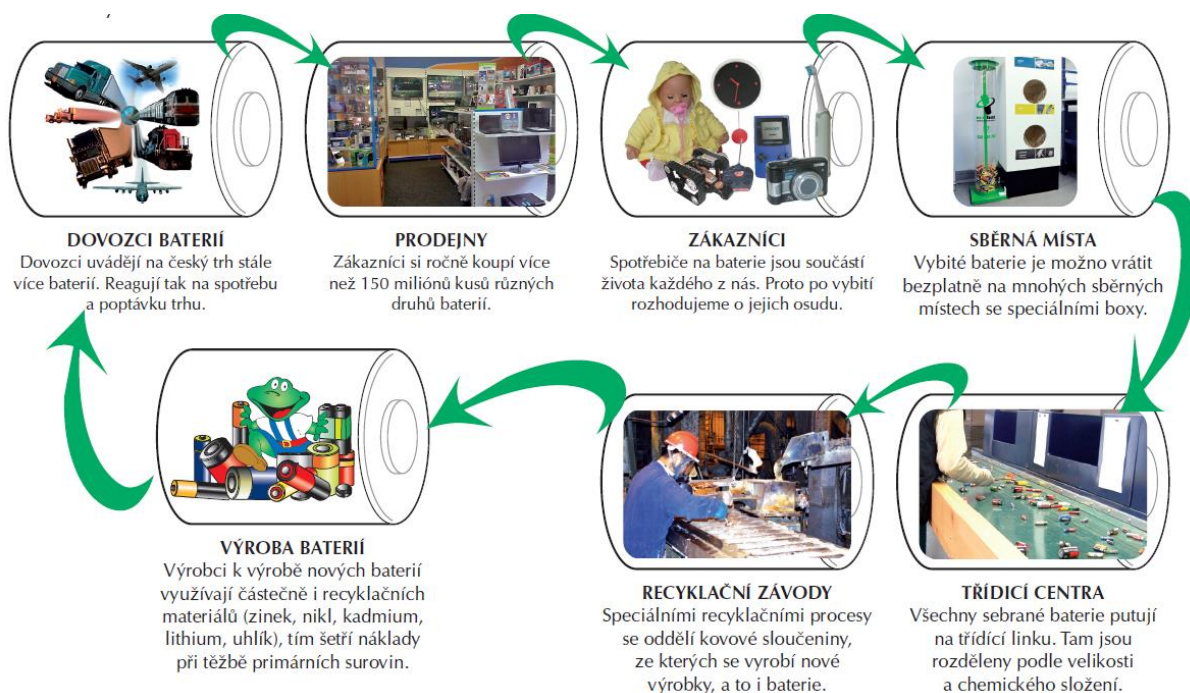 DOVOZCI BATERIÍ
Dovozci uvádějí na český trh stále
více baterií. Reagují tak na spotřebu
a poptávku trhu.
PRODEJNY
Zákazníci si ročně koupí více
než 150 miliónů kusů různých
druhů baterií.
ZÁKAZNÍCI
Spotřebiče na baterie jsou součástí
života každého z nás. Proto po vybití
rozhodujeme o jejich osudu.
SBĚRNÁ MÍSTA
Vybité baterie je možno vrátit
bezplatně na mnohých sběrných
místech se speciálními boxy.
VÝROBA BATERIÍ
Výrobci k výrobě nových baterií
využívají částečně i recyklačních
materiálů (zinek, nikl, kadmium,
lithium, uhlík), tím šetří náklady
při těžbě primárních surovin.
RECYKLAČNÍ ZÁVODY
Speciálními recyklačními procesy
se oddělí kovové sloučeniny,
ze kterých se vyrobí nové
výrobky, a to i baterie.
TŘÍDICÍ CENTRA
Všechny sebrané baterie putují
na třídící linku. Tam jsou
rozděleny podle velikosti
a chemického složení.